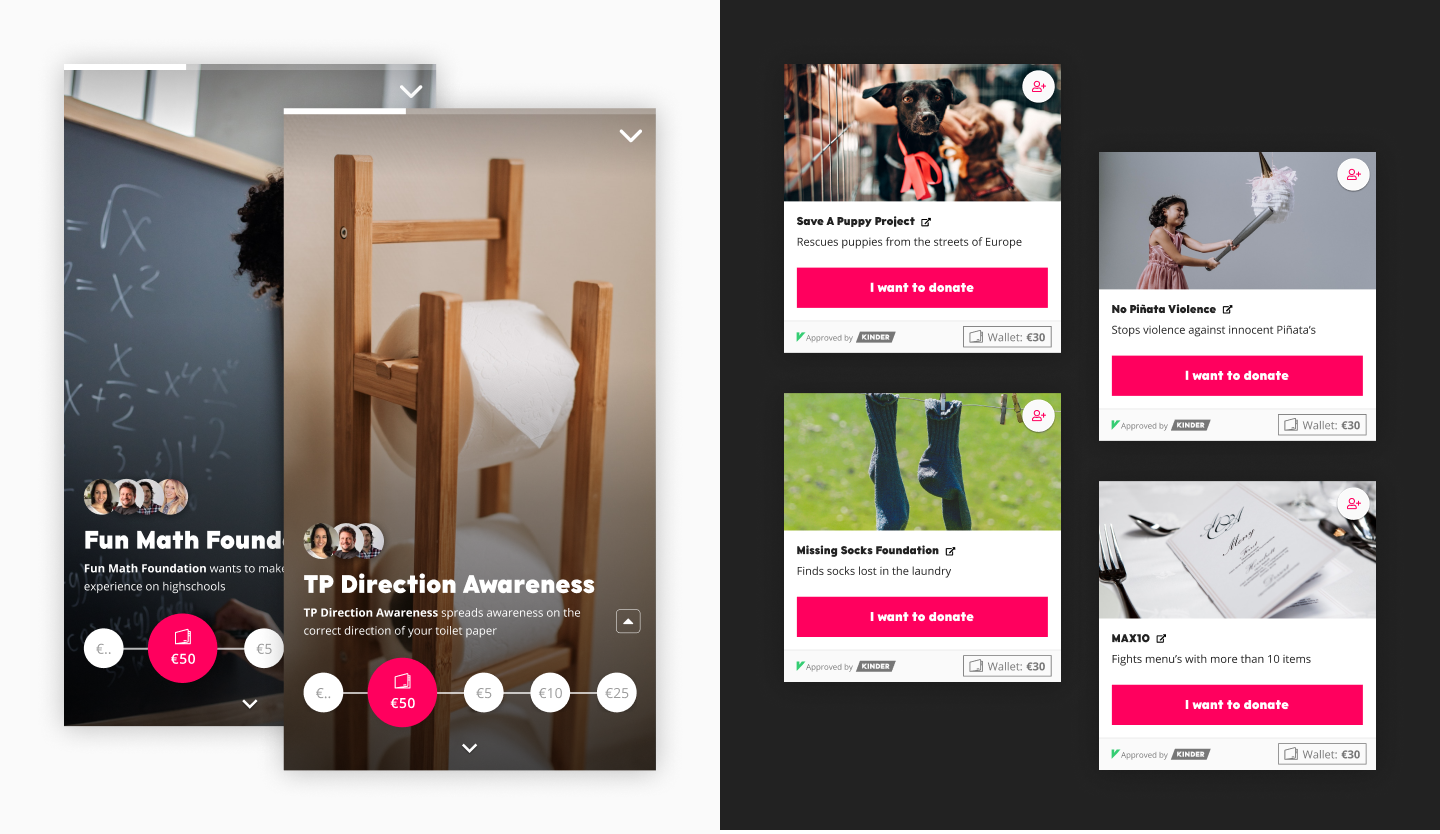 Fun Math Found
Fun Math Foundation wants to make
experience on highschools
€..
€50
€5
TP Direction Awareness
TP Direction Awareness spreads awareness on the
correct direction of your toilet paper
€..
€50
€5
€10
€25
Save A Puppy Project
Rescues puppies from the streets of Europe
I want to donate
Approved by KINDER
Wallet: €30
Missing Socks Foundation
Finds socks lost in the laundry
I want to donate
Approved by KINDER
Wallet: €30
No Piñata Violence
Stops violence against innocent Piñata's
I want to donate
Approved by KINDER
Wallet: €30
Menu
MAX10
Fights menu's with more than 10 items
I want to donate
Approved by KINDER
Wallet: €30